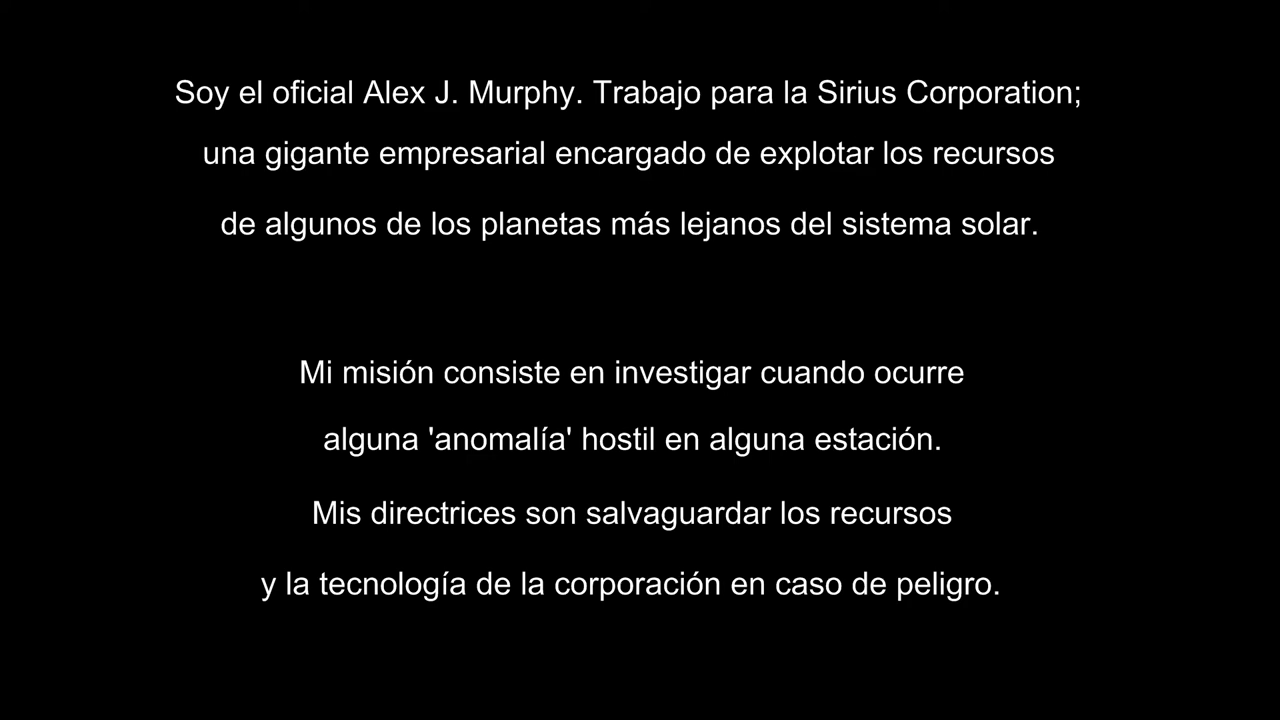 Soy el oficial Alex J. Murphy. Trabajo para la Sirius Corporation;
una gigante empresarial encargado de explotar los recursos
de algunos de los planetas más lejanos del sistema solar.
Mi misión consiste en investigar cuando ocurre
alguna 'anomalía' hostil en alguna estación.
Mis directrices son salvaguardar los recursos
y la tecnología de la corporación en caso de peligro.